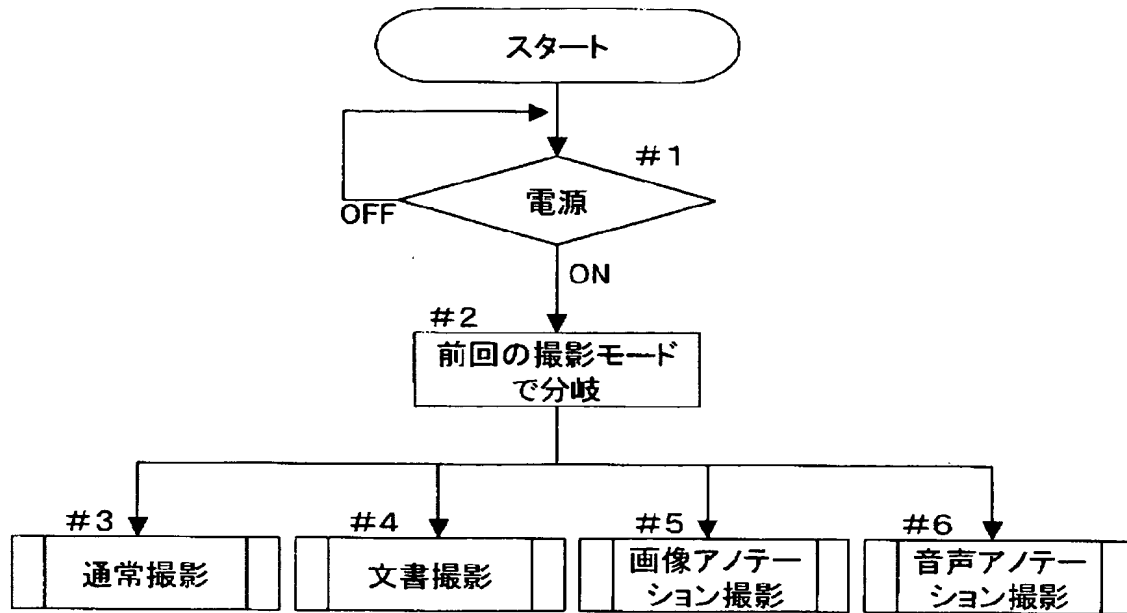 スタート
#1
電源
OFF
ON
#2
前回の撮影モード
で分岐
#3
通常撮影
#4
文書撮影
#5
画像アノテー
ション撮影
#6
音声アノテー
ション撮影